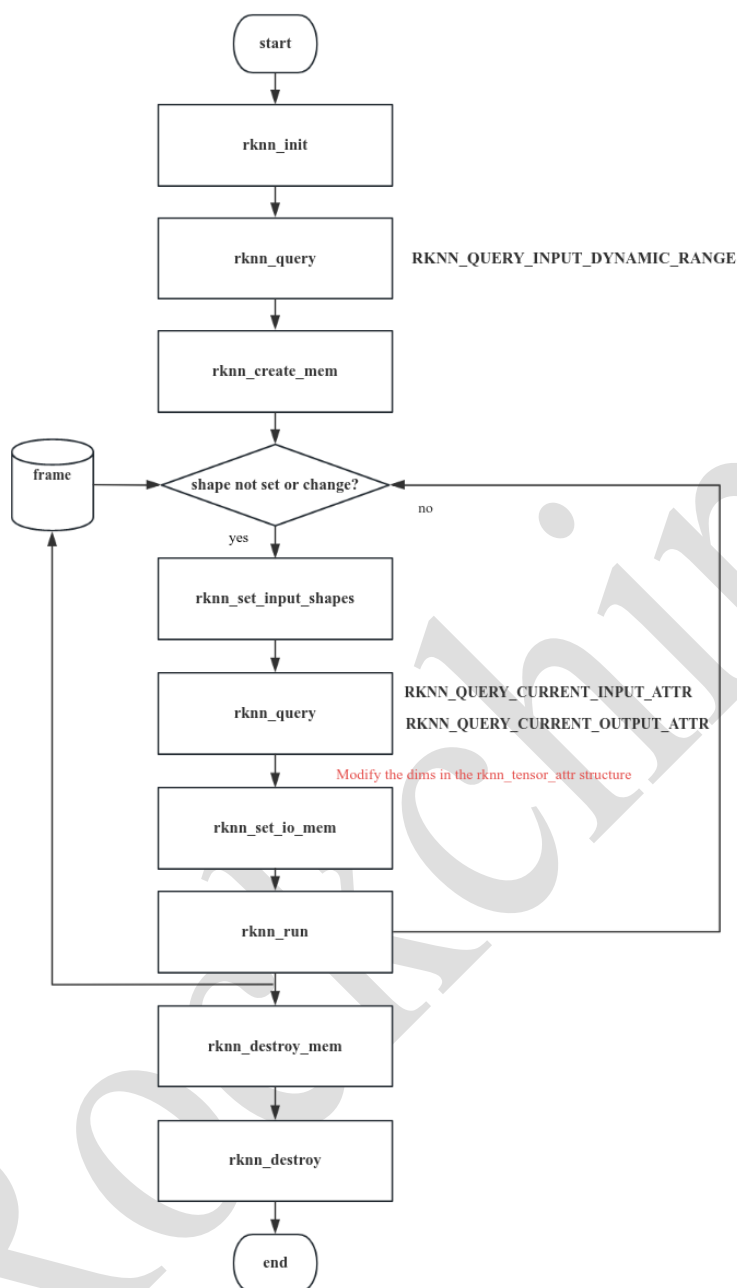 start
rknn_init
rknn_query
RKNN_QUERY_INPUT_DYNAMIC_RANGE
rknn_create_mem
frame
shape not set or change?
no
yes
rknn_set_input_shapes
rknn_query
RKNN_QUERY_CURRENT_INPUT_ATTR
RKNN_QUERY_CURRENT_OUTPUT_ATTR
Modify the dims in the rknn_tensor_attr structure
rknn_set_io_mem
rknn_run
rknn_destroy_mem
rknn_destroy
end
Rockchip